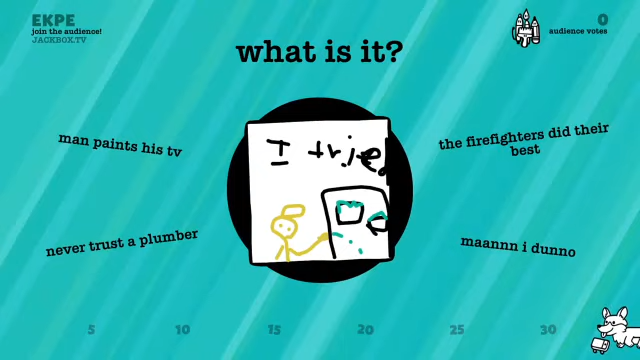 EKPE
join the audience!
JACKBOX.TV
0
audience votes
what is it?
man paints his tv
the firefighters did their
best
I tried
never trust a plumber
maannn i dunno
5 10 15 20 25 30